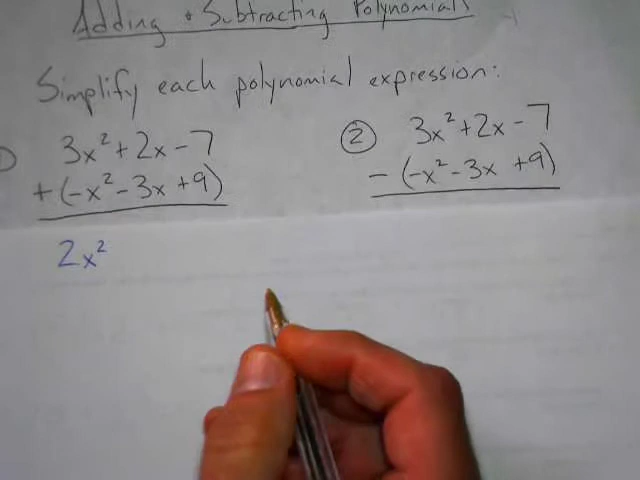 Adding + Subtracting Polynomials
Simplify each polynomial expression:
3x² + 2x - 7
+ (-x² - 3x + 9)
2x²
② 3x² + 2x - 7
- (-x² - 3x + 9)